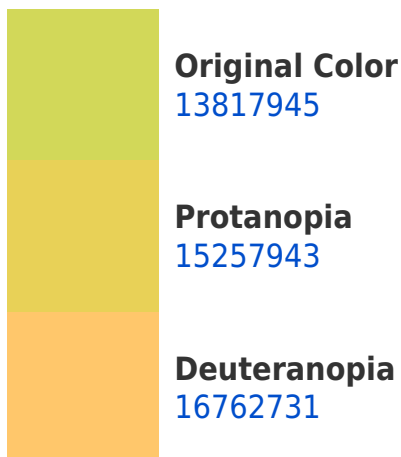 Original Color
13817945
Protanopia
15257943
Deuteranopia
16762731